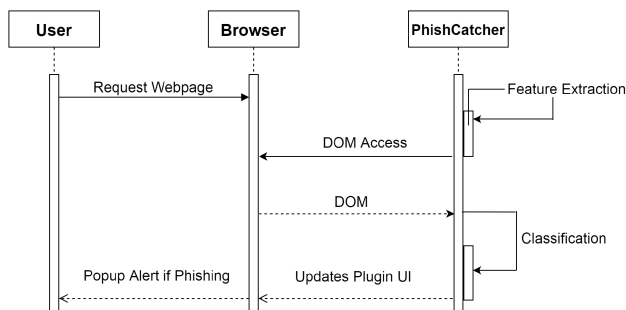 User
Browser
PhishCatcher
Request Webpage
Feature Extraction
DOM Access
DOM
Classification
Popup Alert if Phishing
Updates Plugin UI